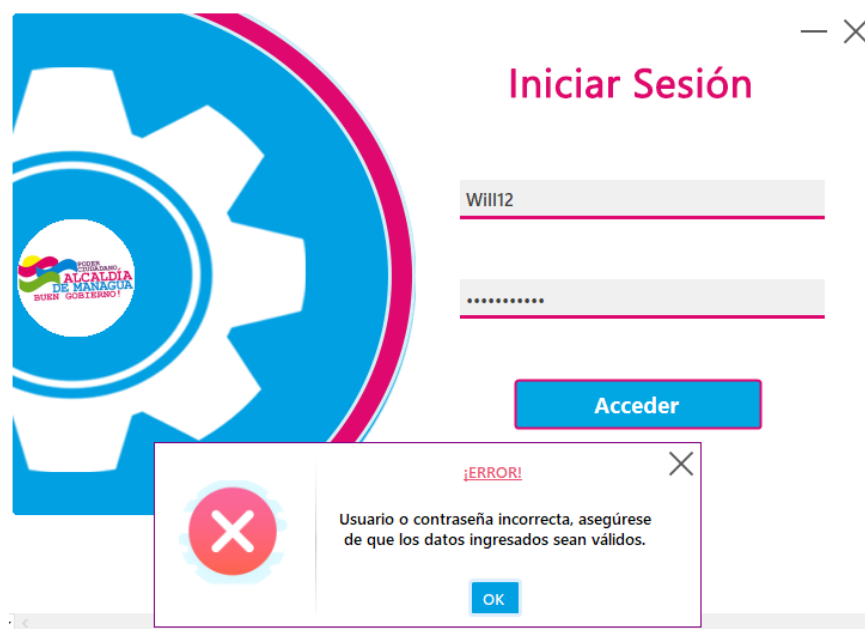 Iniciar Sesión
Will12
PODER
CIUDADANO
ALCALDÍA
DE MANAGUA
BUEN GOBIERNO!
•••••••••••
Acceder
¡ERROR!
Usuario o contraseña incorrecta, asegúrese
de que los datos ingresados sean válidos.
OK